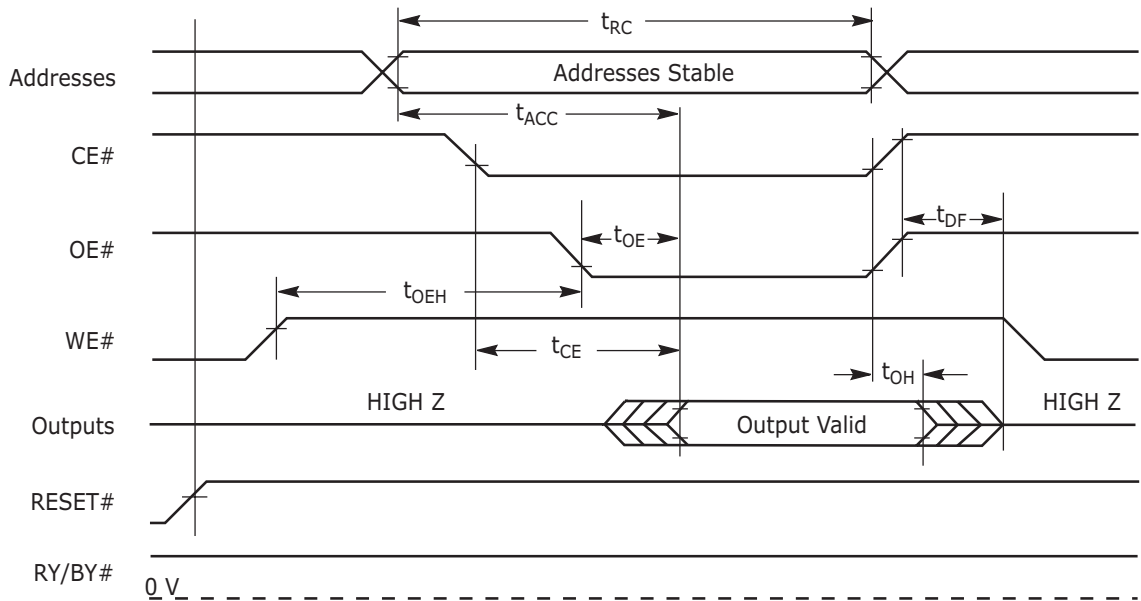 tRC
Addresses
Addresses Stable
tACC
CE#
tDF
tOE
OE#
tOEH
WE#
tCE
tOH
HIGH Z
HIGH Z
Outputs
Output Valid
RESET#
RY/BY#
0 V